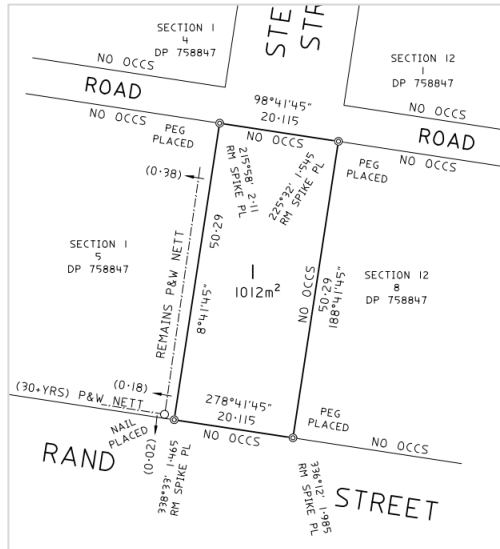 SECTION 1
4
DP 758847
NO OCCS
STE
STR
SECTION 12
1
DP 758847
NO OCCS
ROAD
NO OCCS
PEG
PLACED
98°41'45"
20·115
NO OCCS
ROAD
NO OCCS
PEG
PLACED
215°58' 2·11
RM SPIKE PL
225°32' 1·545
RM SPIKE PL
(0·38)
50·29
8°41'45"
REMAINS P&W NETT
SECTION 1
5
DP 758847
1
1012m²
NO OCCS
50·29
188°41'45"
SECTION 12
8
DP 758847
(0·18)
(30+YRS) P&W NETT
278°41'45"
20·115
NO OCCS
PEG
PLACED
NO OCCS
NAIL
PLACED
(0·02)
338°33' 1·465
RM SPIKE PL
336°12' 1·985
RM SPIKE PL
RAND
STREET